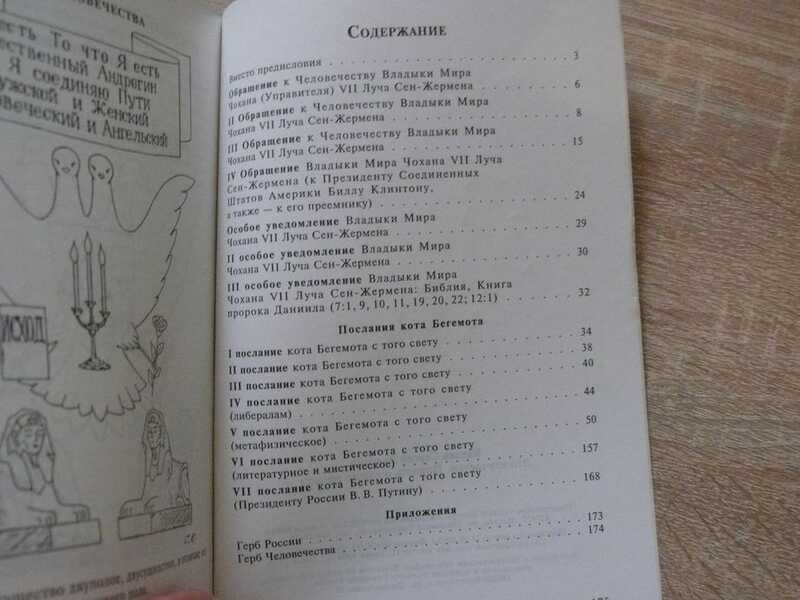 ОВЕЧЕСТВА
есть То что Я есть
ественный Андрогин
Я соединяю Пути
ужской и Женский
овеческий и Ангельский
ИСХОД
СОДЕРЖАНИЕ
Вместо предисловия . . . 3
Обращение к Человечеству Владыки Мира
Чохана (Управителя) VII Луча Сен-Жермена . . . 6
II Обращение к Человечеству Владыки Мира
Чохана VII Луча Сен-Жермена . . . 8
III Обращение к Человечеству Владыки Мира
Чохана VII Луча Сен-Жермена . . . 15
IV Обращение Владыки Мира Чохана VII Луча
Сен-Жермена (к Президенту Соединенных
Штатов Америки Биллу Клинтону,
а также — к его преемнику) . . . 24
Особое уведомление Владыки Мира
Чохана VII Луча Сен-Жермена . . . 29
II особое уведомление Владыки Мира
Чохана VII Луча Сен-Жермена . . . 30
III особое уведомление Владыки Мира
Чохана VII Луча Сен-Жермена: Библия, Книга
пророка Даниила (7:1, 9, 10, 11, 19, 20, 22; 12:1) . . . 32
Послания кота Бегемота
I послание кота Бегемота с того свету . . . 34
II послание кота Бегемота с того свету . . . 38
III послание кота Бегемота с того свету . . . 40
IV послание кота Бегемота с того свету
(либералам) . . . 44
V послание кота Бегемота с того свету
(метафизическое) . . . 50
VI послание кота Бегемота с того свету
(литературное и мистическое) . . . 157
VII послание кота Бегемота с того свету
(Президенту России В. В. Путину) . . . 168
Приложения
Герб России . . . 173
Герб Человечества . . . 174
ущество двуполое, двусущностно,